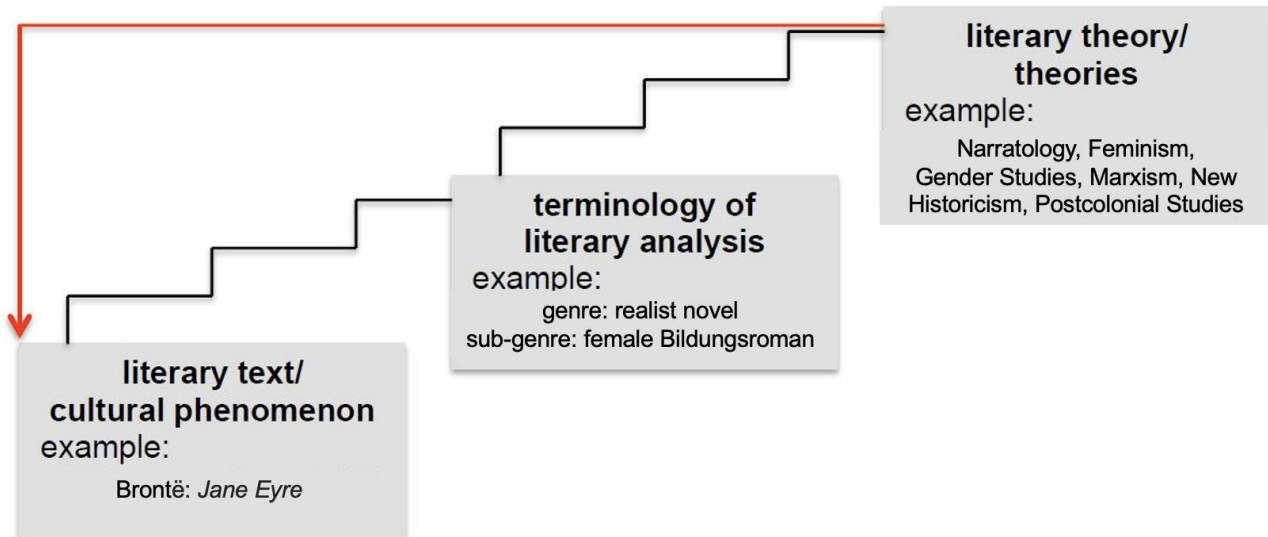 literary theory/
theories
example:
Narratology, Feminism,
Gender Studies, Marxism, New
Historicism, Postcolonial Studies
terminology of
literary analysis
example:
genre: realist novel
sub-genre: female Bildungsroman
literary text/
cultural phenomenon
example:
Brontë: Jane Eyre